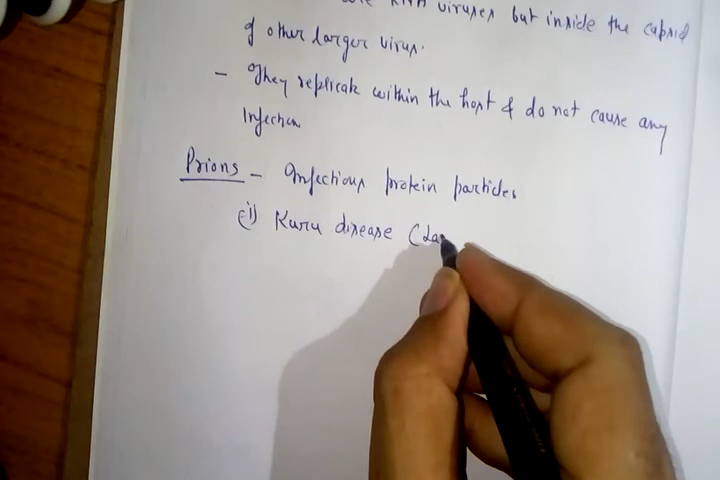 RNA viruses but inside the capsid
of other larger virus.
- They replicate within the host & do not cause any
Infection
Prions - Infectious protein particles
(i) Kuru disease (La